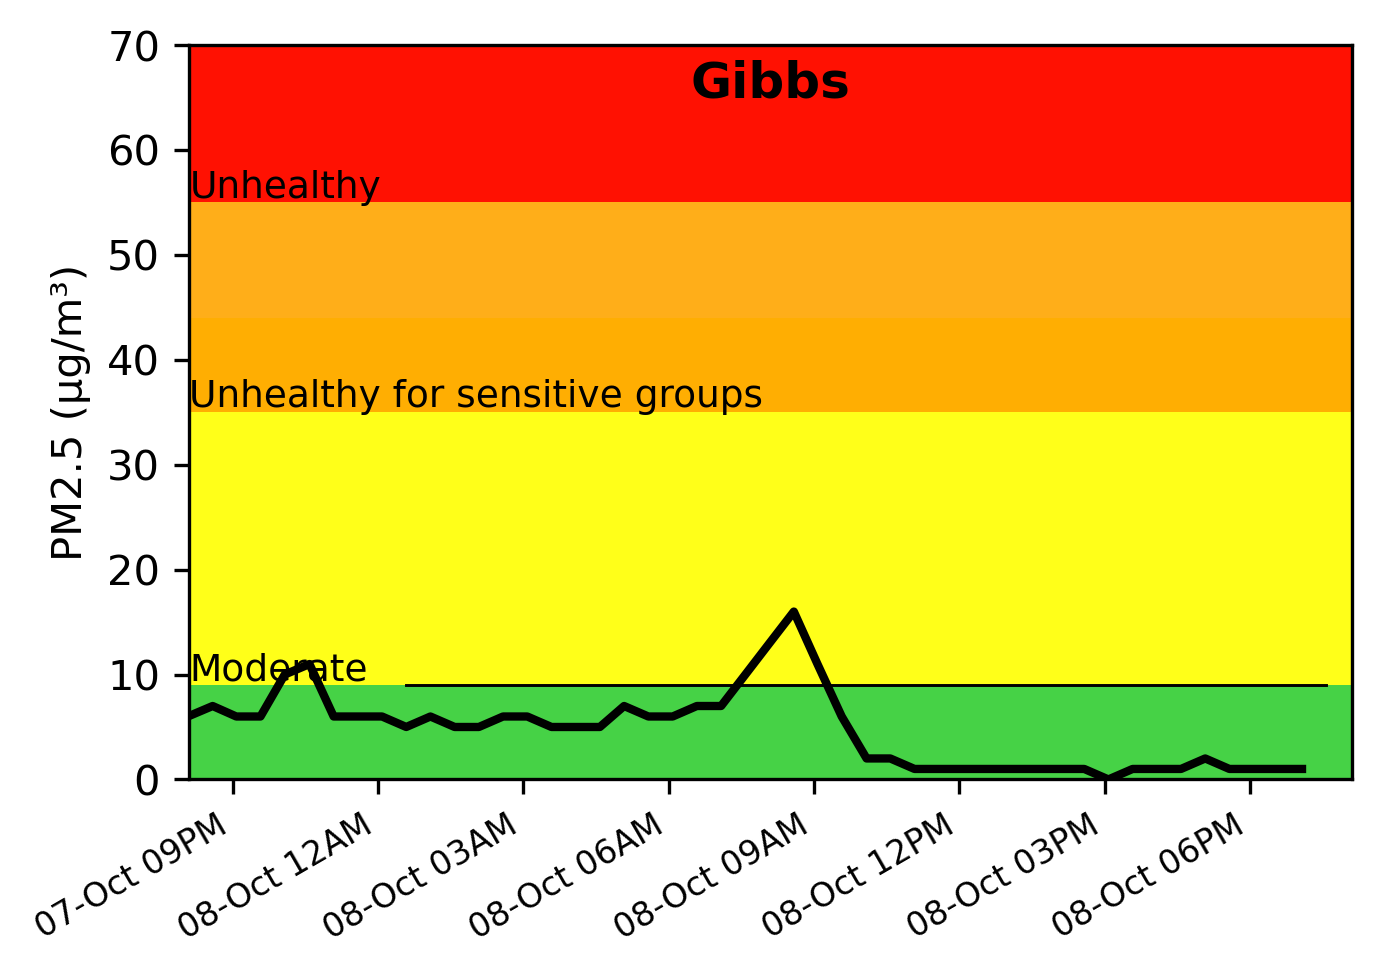 Gibbs
PM2.5 (µg/m³)
70
60
50
40
30
20
10
0
Unhealthy
Unhealthy for sensitive groups
Moderate
07-Oct 09PM
08-Oct 12AM
08-Oct 03AM
08-Oct 06AM
08-Oct 09AM
08-Oct 12PM
08-Oct 03PM
08-Oct 06PM